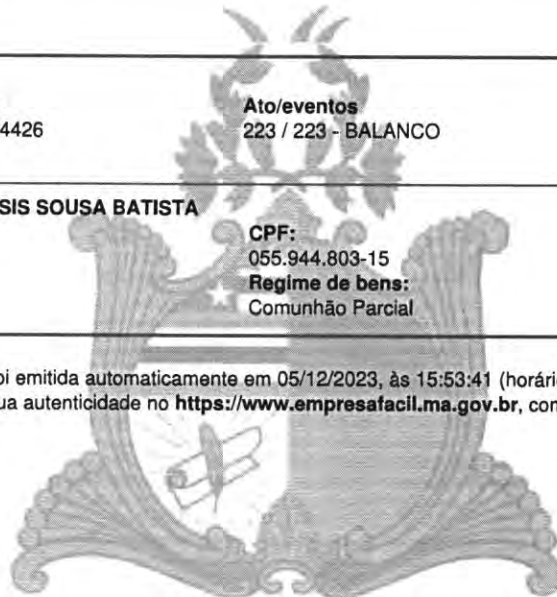 Ato/eventos
4426 223 / 223 - BALANCO
SIS SOUSA BATISTA
CPF:
055.944.803-15
Regime de bens:
Comunhão Parcial
oi emitida automaticamente em 05/12/2023, às 15:53:41 (horári
ua autenticidade no https://www.empresafacil.ma.gov.br, con